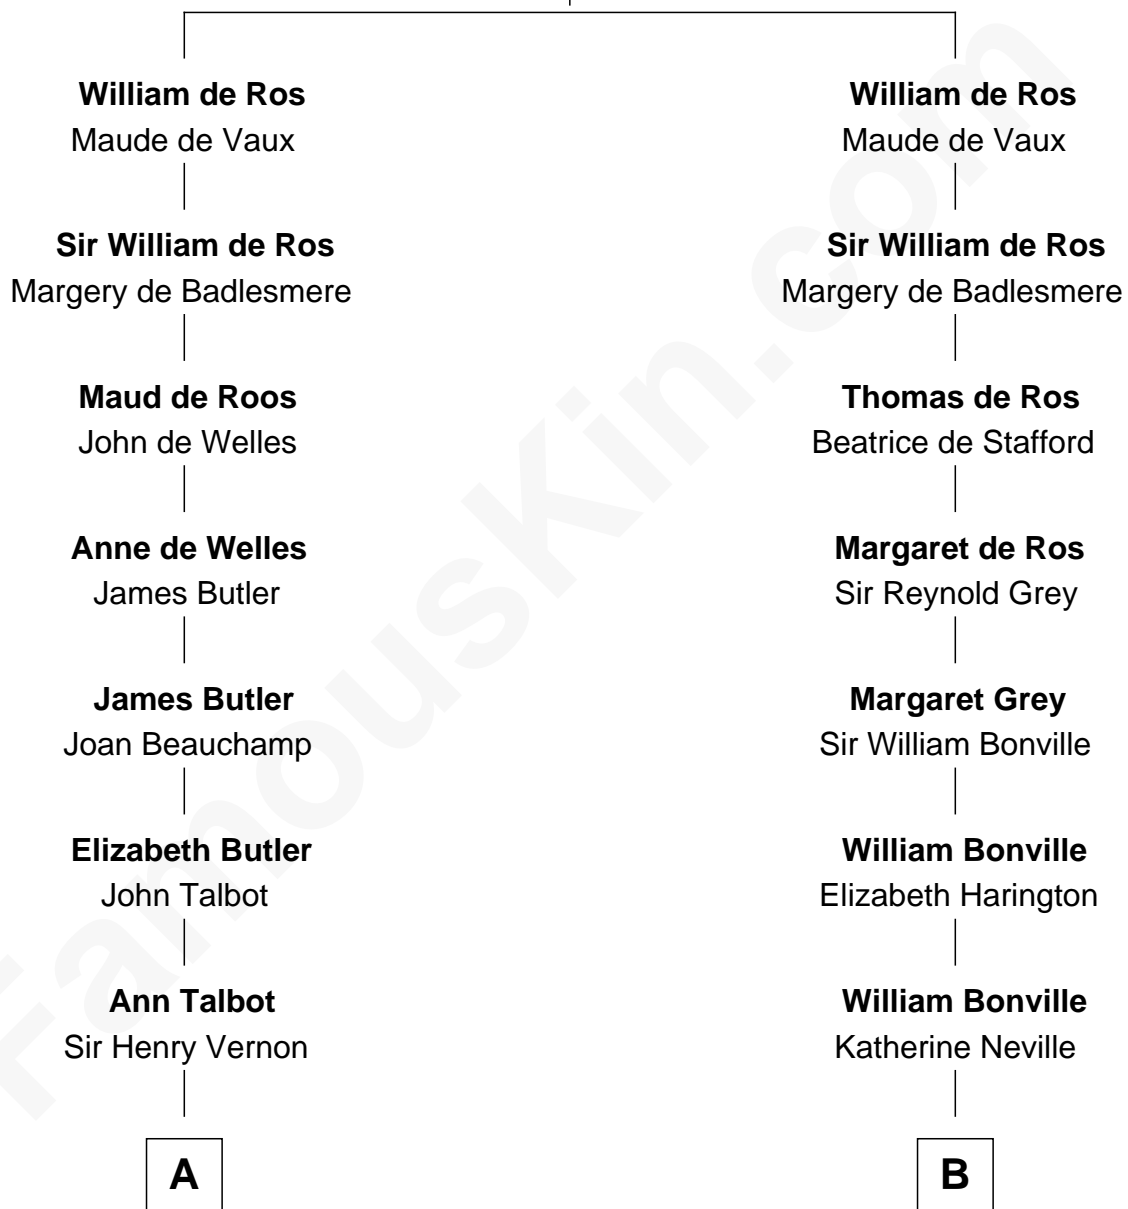 William de Ros
Maude de Vaux
Sir William de Ros
Margery de Badlesmere
Maud de Roos
John de Welles
Anne de Welles
James Butler
James Butler
Joan Beauchamp
Elizabeth Butler
John Talbot
Ann Talbot
Sir Henry Vernon
A
William de Ros
Maude de Vaux
Sir William de Ros
Margery de Badlesmere
Thomas de Ros
Beatrice de Stafford
Margaret de Ros
Sir Reynold Grey
Margaret Grey
Sir William Bonville
William Bonville
Elizabeth Harington
William Bonville
Katherine Neville
B
FamousKin.com